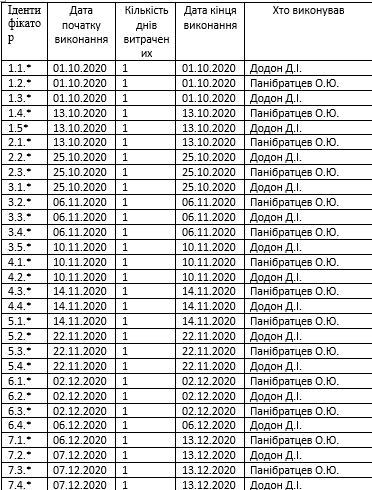 Іденти фікато р | Дата початку виконання | Кількість днів витрачен их | Дата кінця виконання | Хто виконував
1.1.* | 01.10.2020 | 1 | 01.10.2020 | Додон Д.І.
1.2.* | 01.10.2020 | 1 | 01.10.2020 | Панібратцев О.Ю.
1.3.* | 01.10.2020 | 1 | 01.10.2020 | Додон Д.І.
1.4.* | 13.10.2020 | 1 | 13.10.2020 | Панібратцев О.Ю.
1.5* | 13.10.2020 | 1 | 13.10.2020 | Додон Д.І.
2.1.* | 13.10.2020 | 1 | 13.10.2020 | Панібратцев О.Ю.
2.2.* | 25.10.2020 | 1 | 25.10.2020 | Додон Д.І.
2.3.* | 25.10.2020 | 1 | 25.10.2020 | Панібратцев О.Ю.
3.1.* | 25.10.2020 | 1 | 25.10.2020 | Додон Д.І.
3.2.* | 06.11.2020 | 1 | 06.11.2020 | Панібратцев О.Ю.
3.3.* | 06.11.2020 | 1 | 06.11.2020 | Додон Д.І.
3.4.* | 06.11.2020 | 1 | 06.11.2020 | Панібратцев О.Ю.
3.5.* | 10.11.2020 | 1 | 10.11.2020 | Додон Д.І.
4.1.* | 10.11.2020 | 1 | 10.11.2020 | Панібратцев О.Ю.
4.2.* | 10.11.2020 | 1 | 10.11.2020 | Додон Д.І.
4.3.* | 14.11.2020 | 1 | 14.11.2020 | Панібратцев О.Ю.
4.4.* | 14.11.2020 | 1 | 14.11.2020 | Додон Д.І.
5.1.* | 14.11.2020 | 1 | 14.11.2020 | Панібратцев О.Ю.
5.2.* | 22.11.2020 | 1 | 22.11.2020 | Додон Д.І.
5.3.* | 22.11.2020 | 1 | 22.11.2020 | Панібратцев О.Ю.
5.4.* | 22.11.2020 | 1 | 22.11.2020 | Додон Д.І.
6.1.* | 02.12.2020 | 1 | 02.12.2020 | Панібратцев О.Ю.
6.2.* | 02.12.2020 | 1 | 02.12.2020 | Додон Д.І.
6.3.* | 02.12.2020 | 1 | 02.12.2020 | Панібратцев О.Ю.
6.4.* | 06.12.2020 | 1 | 06.12.2020 | Додон Д.І.
7.1.* | 06.12.2020 | 1 | 13.12.2020 | Панібратцев О.Ю.
7.2.* | 07.12.2020 | 1 | 13.12.2020 | Додон Д.І.
7.3.* | 07.12.2020 | 1 | 13.12.2020 | Панібратцев О.Ю.
7.4.* | 07.12.2020 | 1 | 13.12.2020 | Додон Д.І.